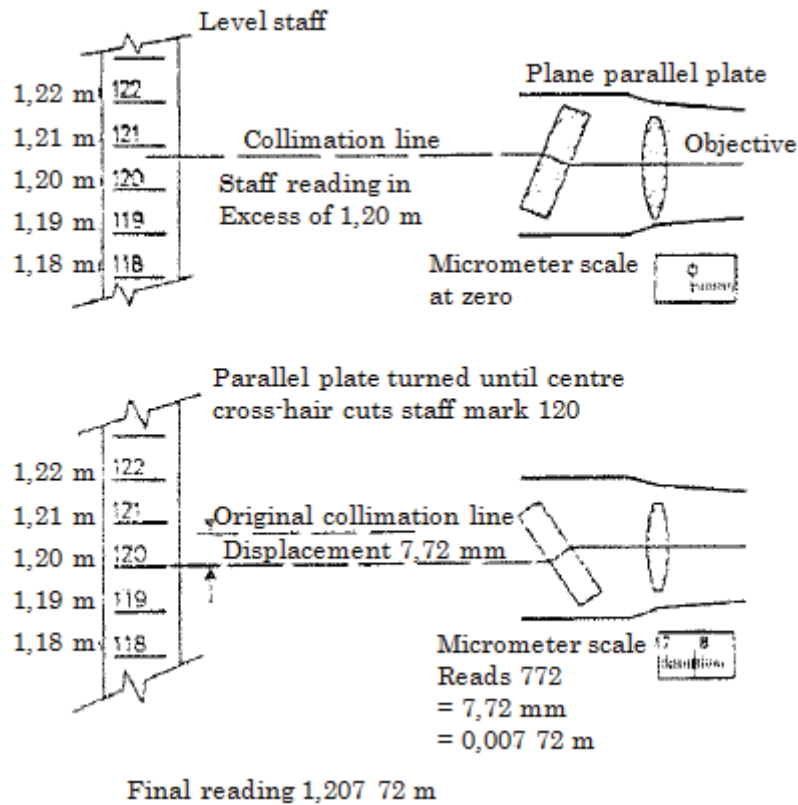 Level staff
Plane parallel plate
1,22 m 122
1,21 m 121
Collimation line
Objective
1,20 m 120
Staff reading in
Excess of 1,20 m
1,19 m 119
1,18 m 118
Micrometer scale
at zero
0
Parallel plate turned until centre
cross-hair cuts staff mark 120
1,22 m 122
1,21 m 121
Original collimation line
1,20 m 120
Displacement 7,72 mm
1,19 m 119
1,18 m 118
Micrometer scale
7 8
Reads 772
= 7,72 mm
= 0,007 72 m
Final reading 1,207 72 m